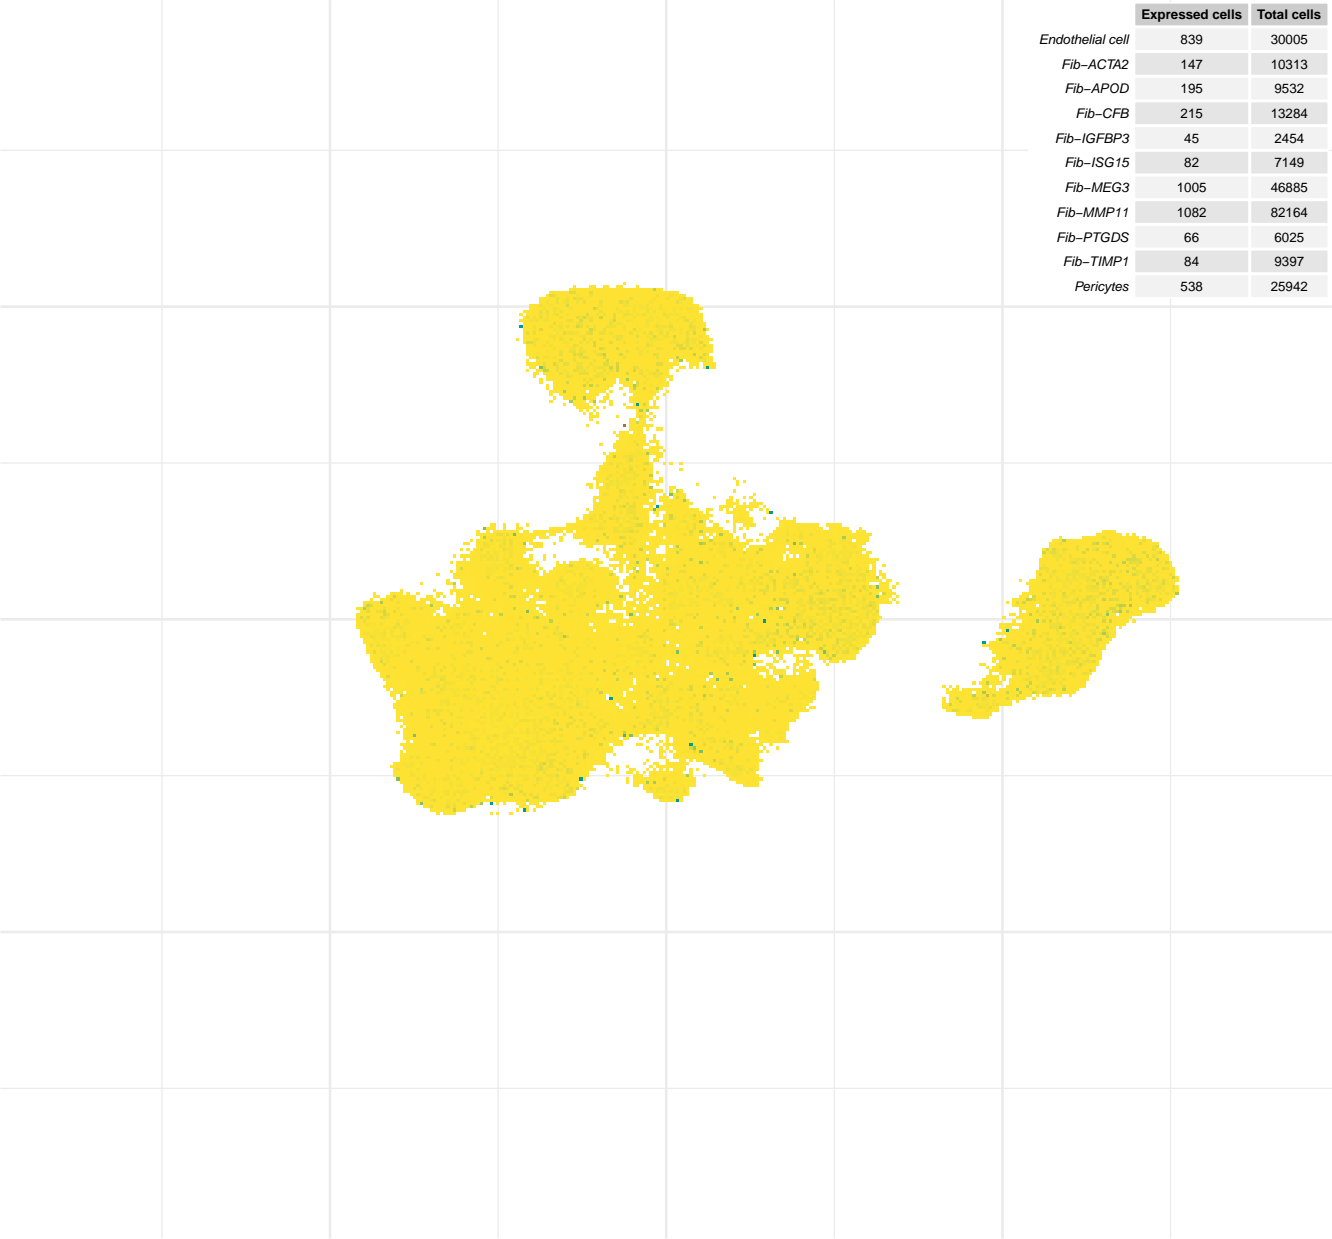 Expressed cells Total cells
Endothelial cell 839 30005
Fib−ACTA2 147 10313
Fib−APOD 195 9532
Fib−CFB 215 13284
Fib−IGFBP3 45 2454
Fib−ISG15 82 7149
Fib−MEG3 1005 46885
Fib−MMP11 1082 82164
Fib−PTGDS 66 6025
Fib−TIMP1 84 9397
Pericytes 538 25942